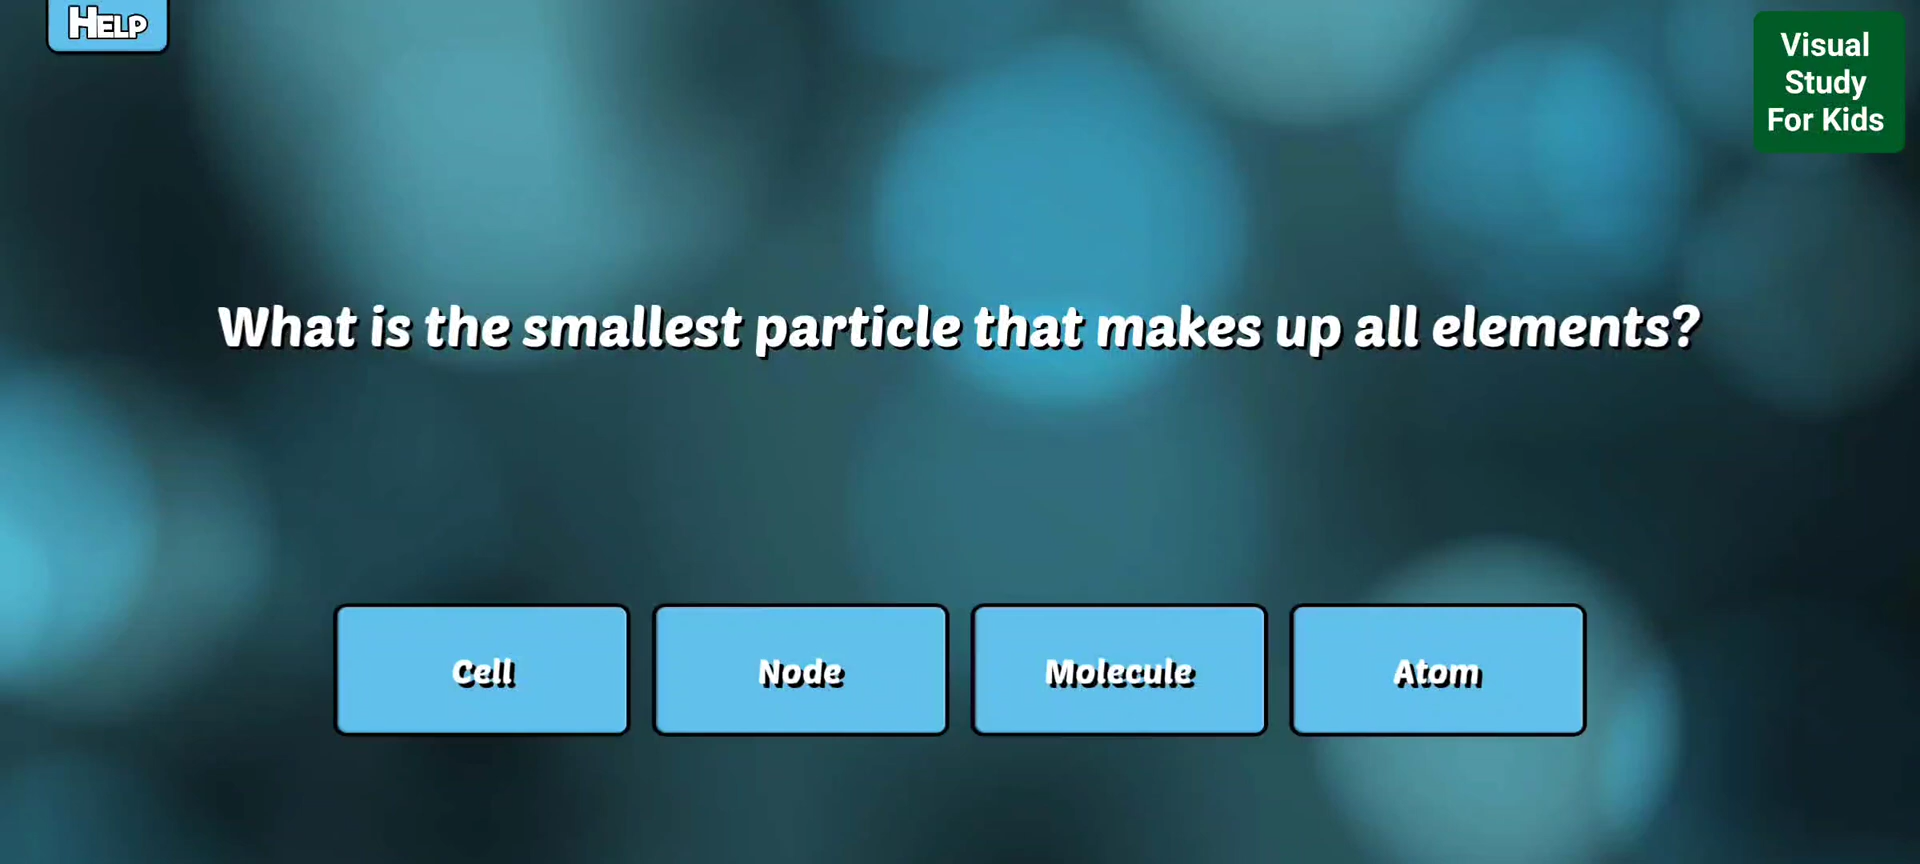 Help
Visual
Study
For Kids
What is the smallest particle that makes up all elements?
Cell
Node
Molecule
Atom